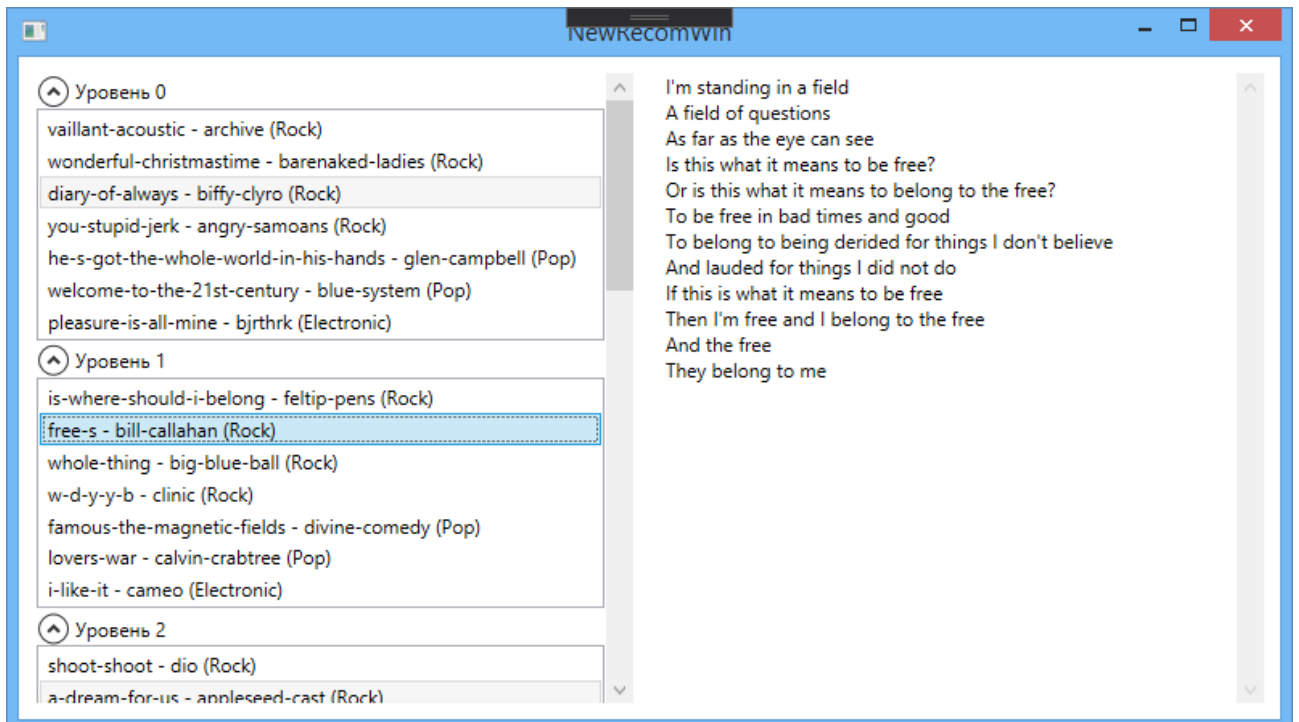 NewRecomWin
Уровень 0
vaillant-acoustic - archive (Rock)
wonderful-christmastime - barenaked-ladies (Rock)
diary-of-always - biffy-clyro (Rock)
you-stupid-jerk - angry-samoans (Rock)
he-s-got-the-whole-world-in-his-hands - glen-campbell (Pop)
welcome-to-the-21st-century - blue-system (Pop)
pleasure-is-all-mine - bjrthrk (Electronic)
Уровень 1
is-where-should-i-belong - feltip-pens (Rock)
free-s - bill-callahan (Rock)
whole-thing - big-blue-ball (Rock)
w-d-y-y-b - clinic (Rock)
famous-the-magnetic-fields - divine-comedy (Pop)
lovers-war - calvin-crabtree (Pop)
i-like-it - cameo (Electronic)
Уровень 2
shoot-shoot - dio (Rock)
a-dream-for-us - appleseed-cast (Rock)
I'm standing in a field
A field of questions
As far as the eye can see
Is this what it means to be free?
Or is this what it means to belong to the free?
To be free in bad times and good
To belong to being derided for things I don't believe
And lauded for things I did not do
If this is what it means to be free
Then I'm free and I belong to the free
And the free
They belong to me